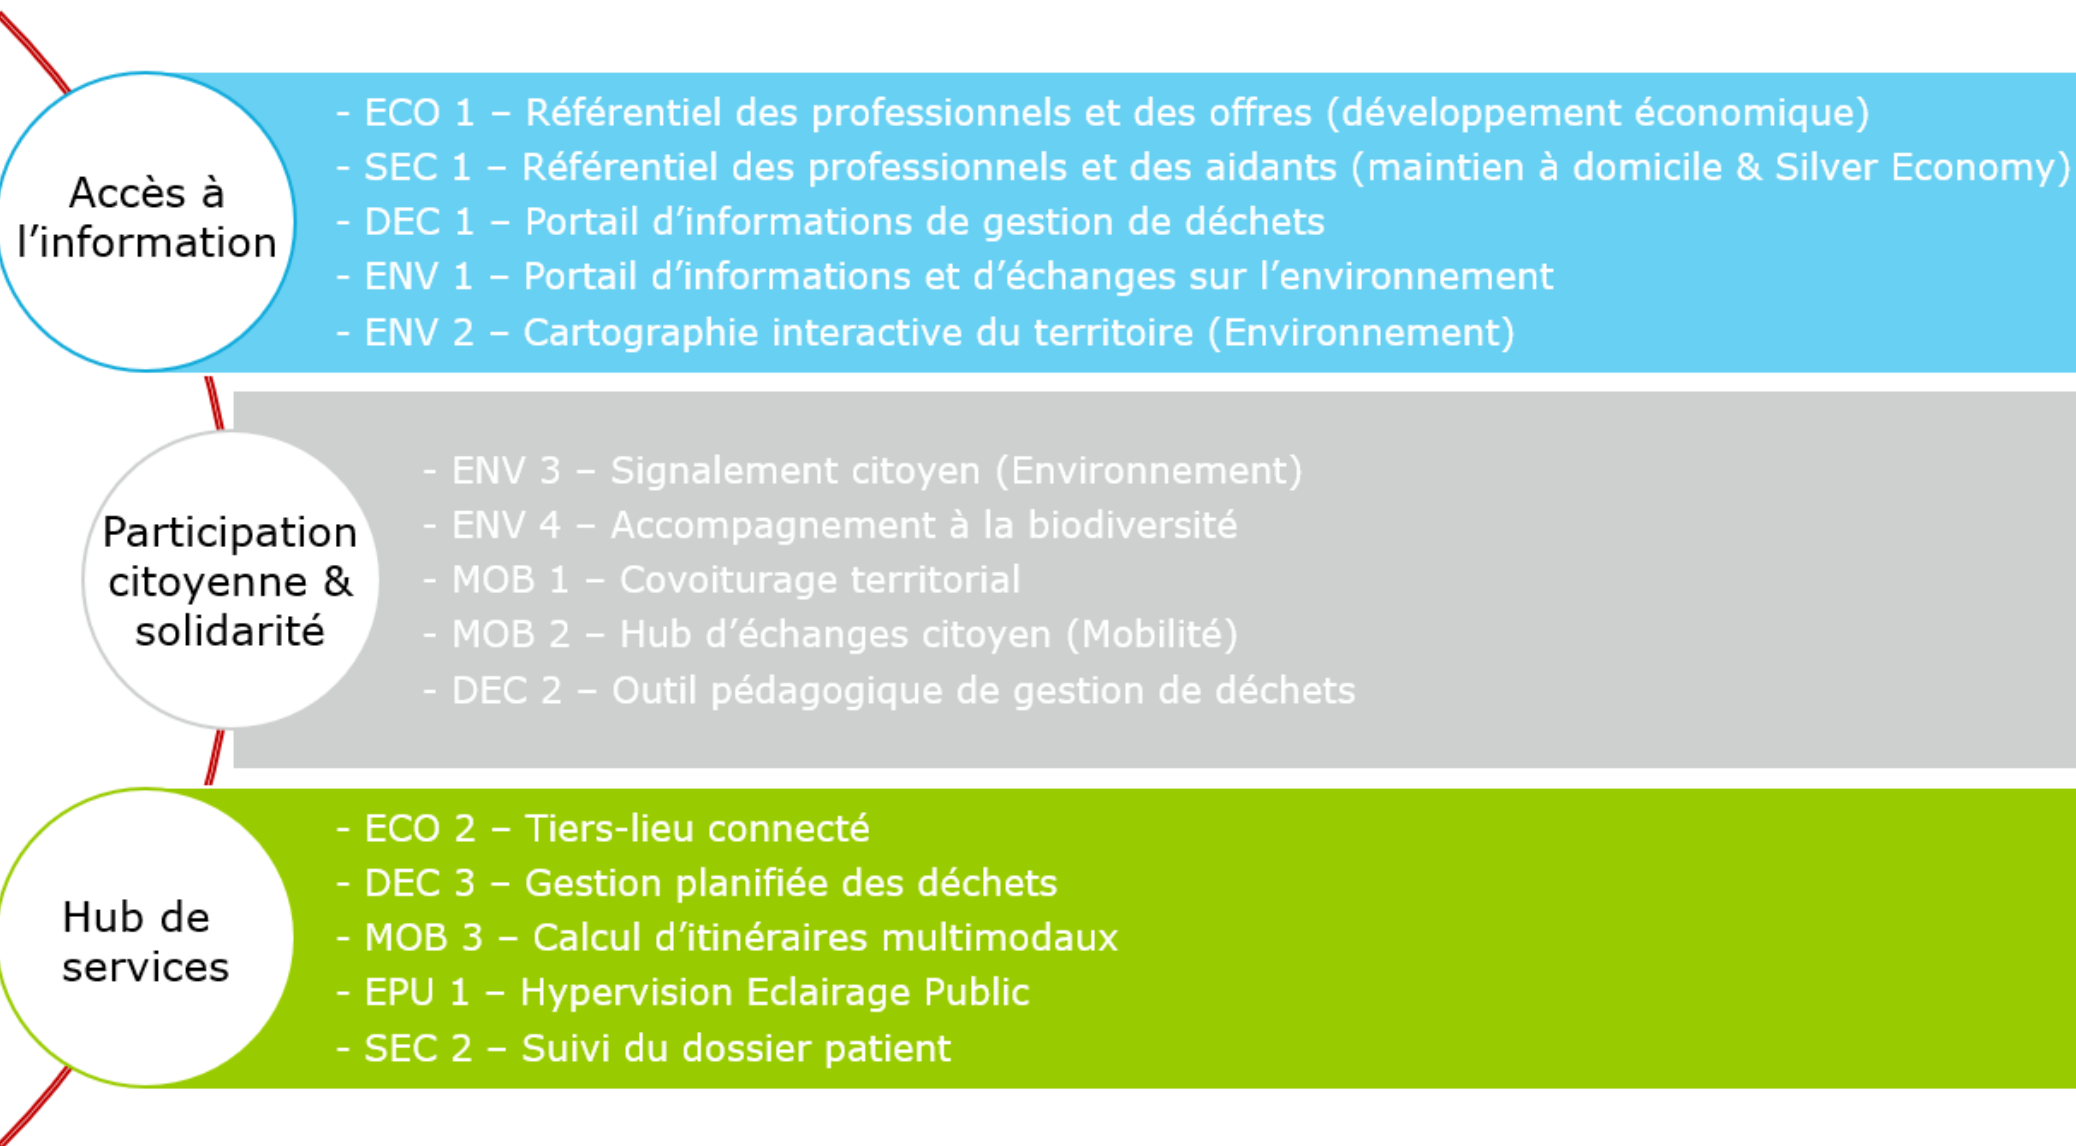 Accès à
l’information
- ECO 1 – Référentiel des professionnels et des offres (développement économique)
- SEC 1 – Référentiel des professionnels et des aidants (maintien à domicile & Silver Economy)
- DEC 1 – Portail d’informations de gestion de déchets
- ENV 1 – Portail d’informations et d’échanges sur l’environnement
- ENV 2 – Cartographie interactive du territoire (Environnement)
Participation
citoyenne &
solidarité
- ENV 3 – Signalement citoyen (Environnement)
- ENV 4 – Accompagnement à la biodiversité
- MOB 1 – Covoiturage territorial
- MOB 2 – Hub d’échanges citoyen (Mobilité)
- DEC 2 – Outil pédagogique de gestion de déchets
Hub de
services
- ECO 2 – Tiers-lieu connecté
- DEC 3 – Gestion planifiée des déchets
- MOB 3 – Calcul d’itinéraires multimodaux
- EPU 1 – Hypervision Eclairage Public
- SEC 2 – Suivi du dossier patient